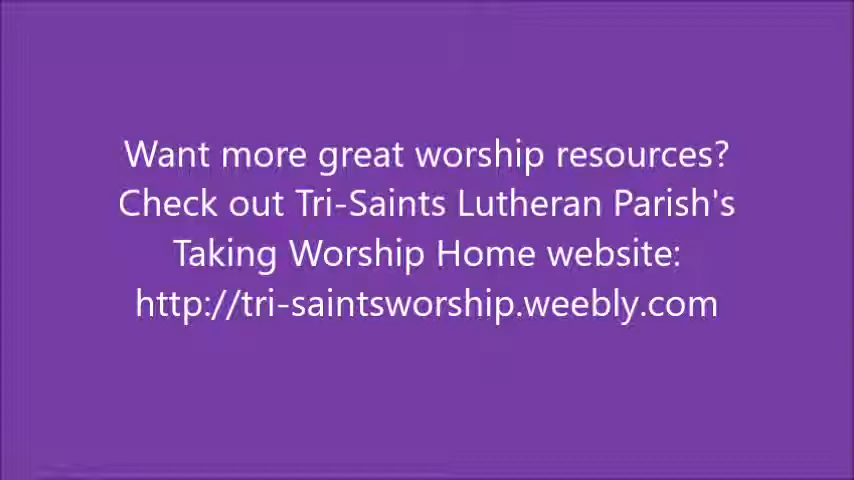 Want more great worship resources?
Check out Tri-Saints Lutheran Parish's
Taking Worship Home website:
http://tri-saintsworship.weebly.com